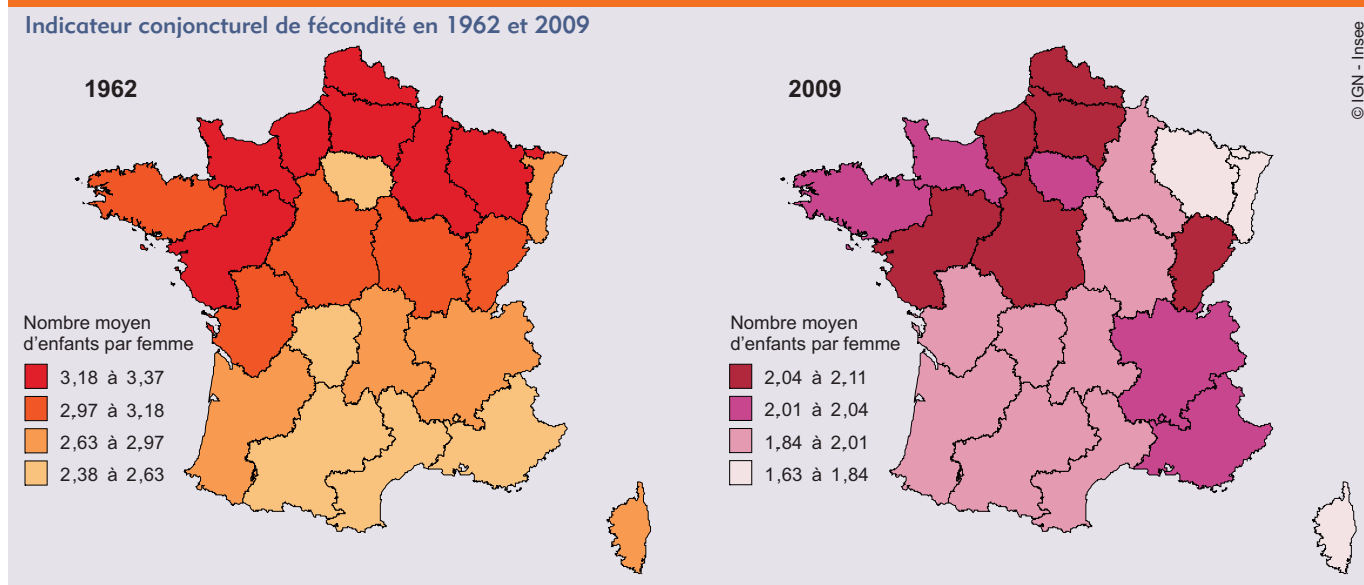 Indicateur conjoncturel de fécondité en 1962 et 2009
© IGN - Insee
1962
Nombre moyen
d'enfants par femme
3,18 à 3,37
2,97 à 3,18
2,63 à 2,97
2,38 à 2,63
2009
Nombre moyen
d'enfants par femme
2,04 à 2,11
2,01 à 2,04
1,84 à 2,01
1,63 à 1,84